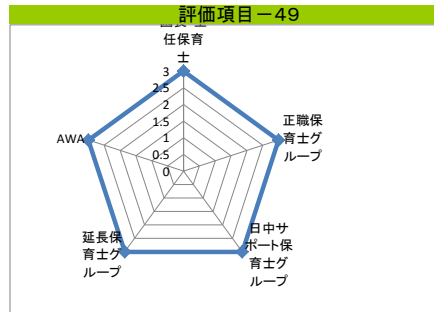 評価項目－49
任保育
士
3
2.5
2
1.5
1
0.5
0
正職保
育士グ
ループ
日中サ
ポート保
育士グ
ループ
延長保
育士グ
ループ
AWA